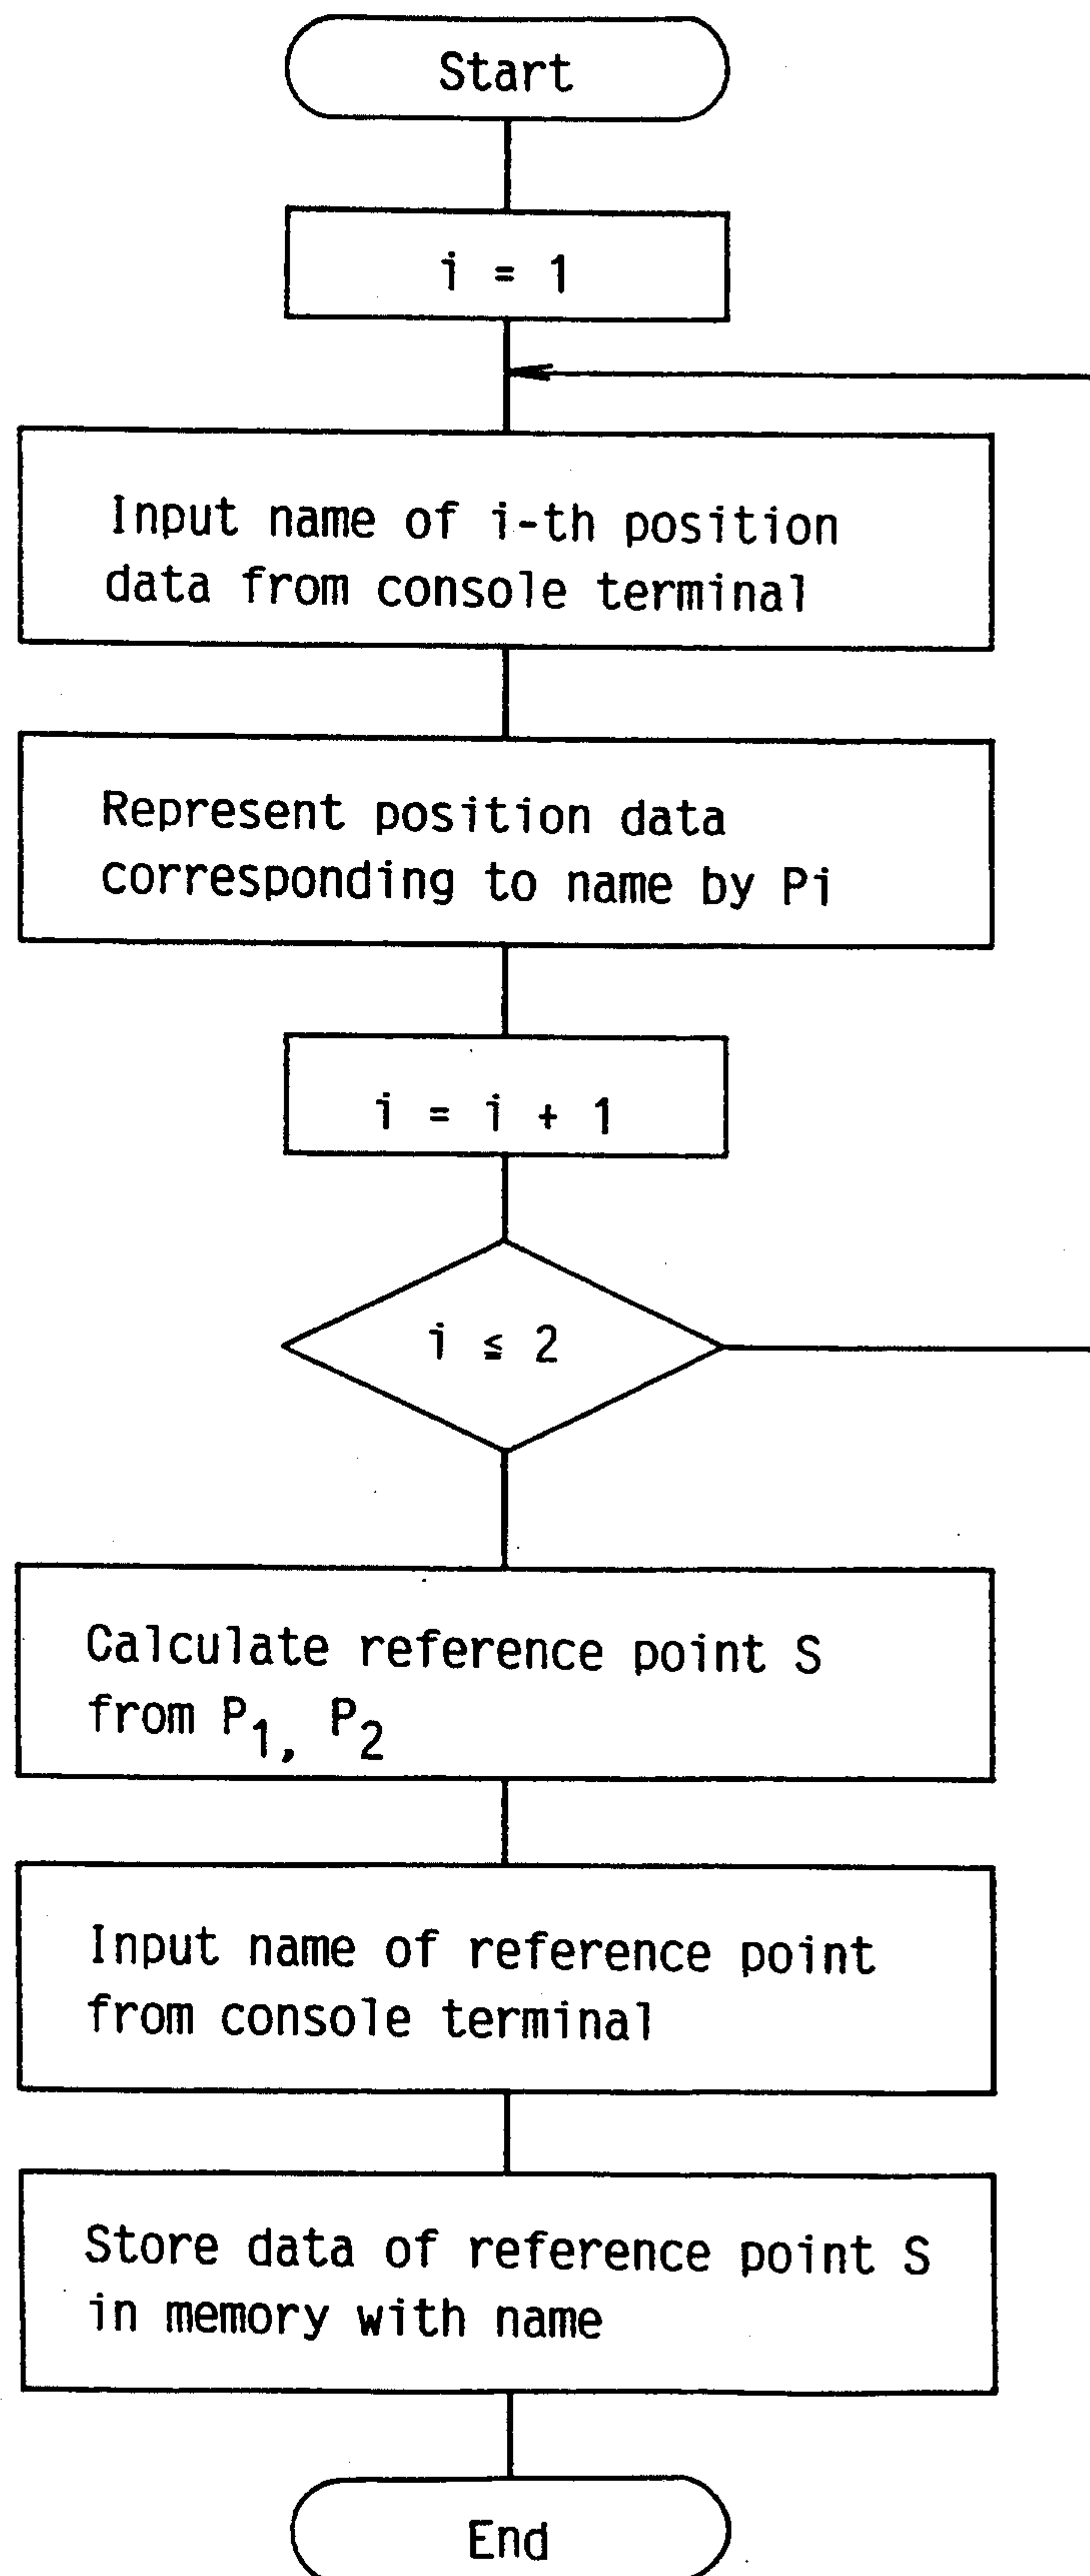 Start
i = 1
Input name of i-th position
data from console terminal
Represent position data
corresponding to name by Pi
i = i + 1
i ≦ 2
Calculate reference point S
from P1, P2
Input name of reference point
from console terminal
Store data of reference point S
in memory with name
End